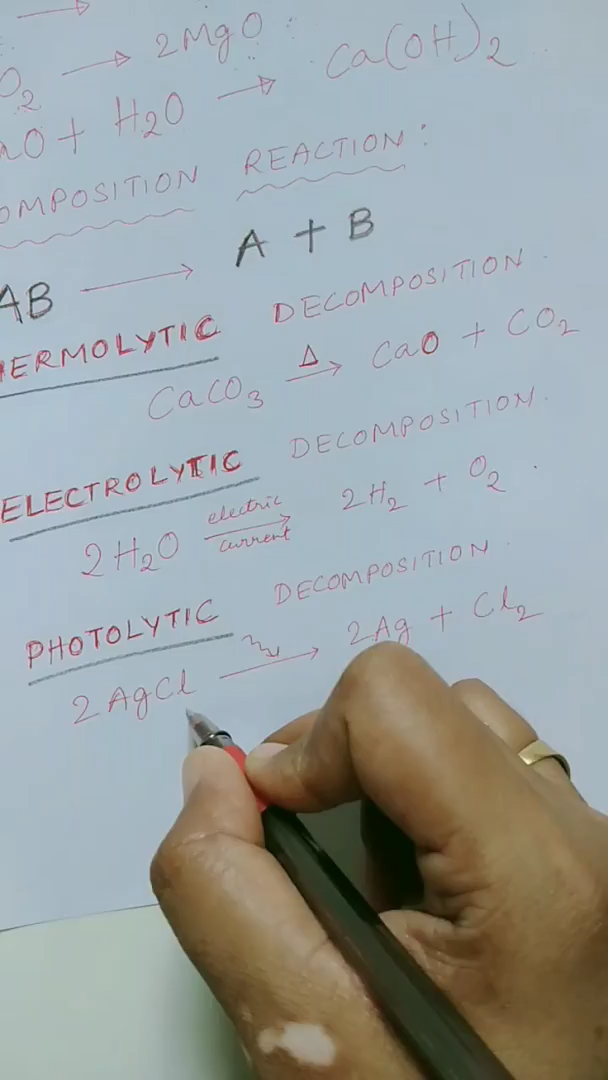 O₂ → 2MgO
aO + H₂O → Ca(OH)₂
OMPOSITION REACTION:
AB → A + B
HERMOLYTIC DECOMPOSITION.
CaCO₃ →Δ CaO + CO₂
ELECTROLYTIC DECOMPOSITION.
2H₂O →electric current 2H₂ + O₂.
PHOTOLYTIC DECOMPOSITION.
2AgCl → 2Ag + Cl₂